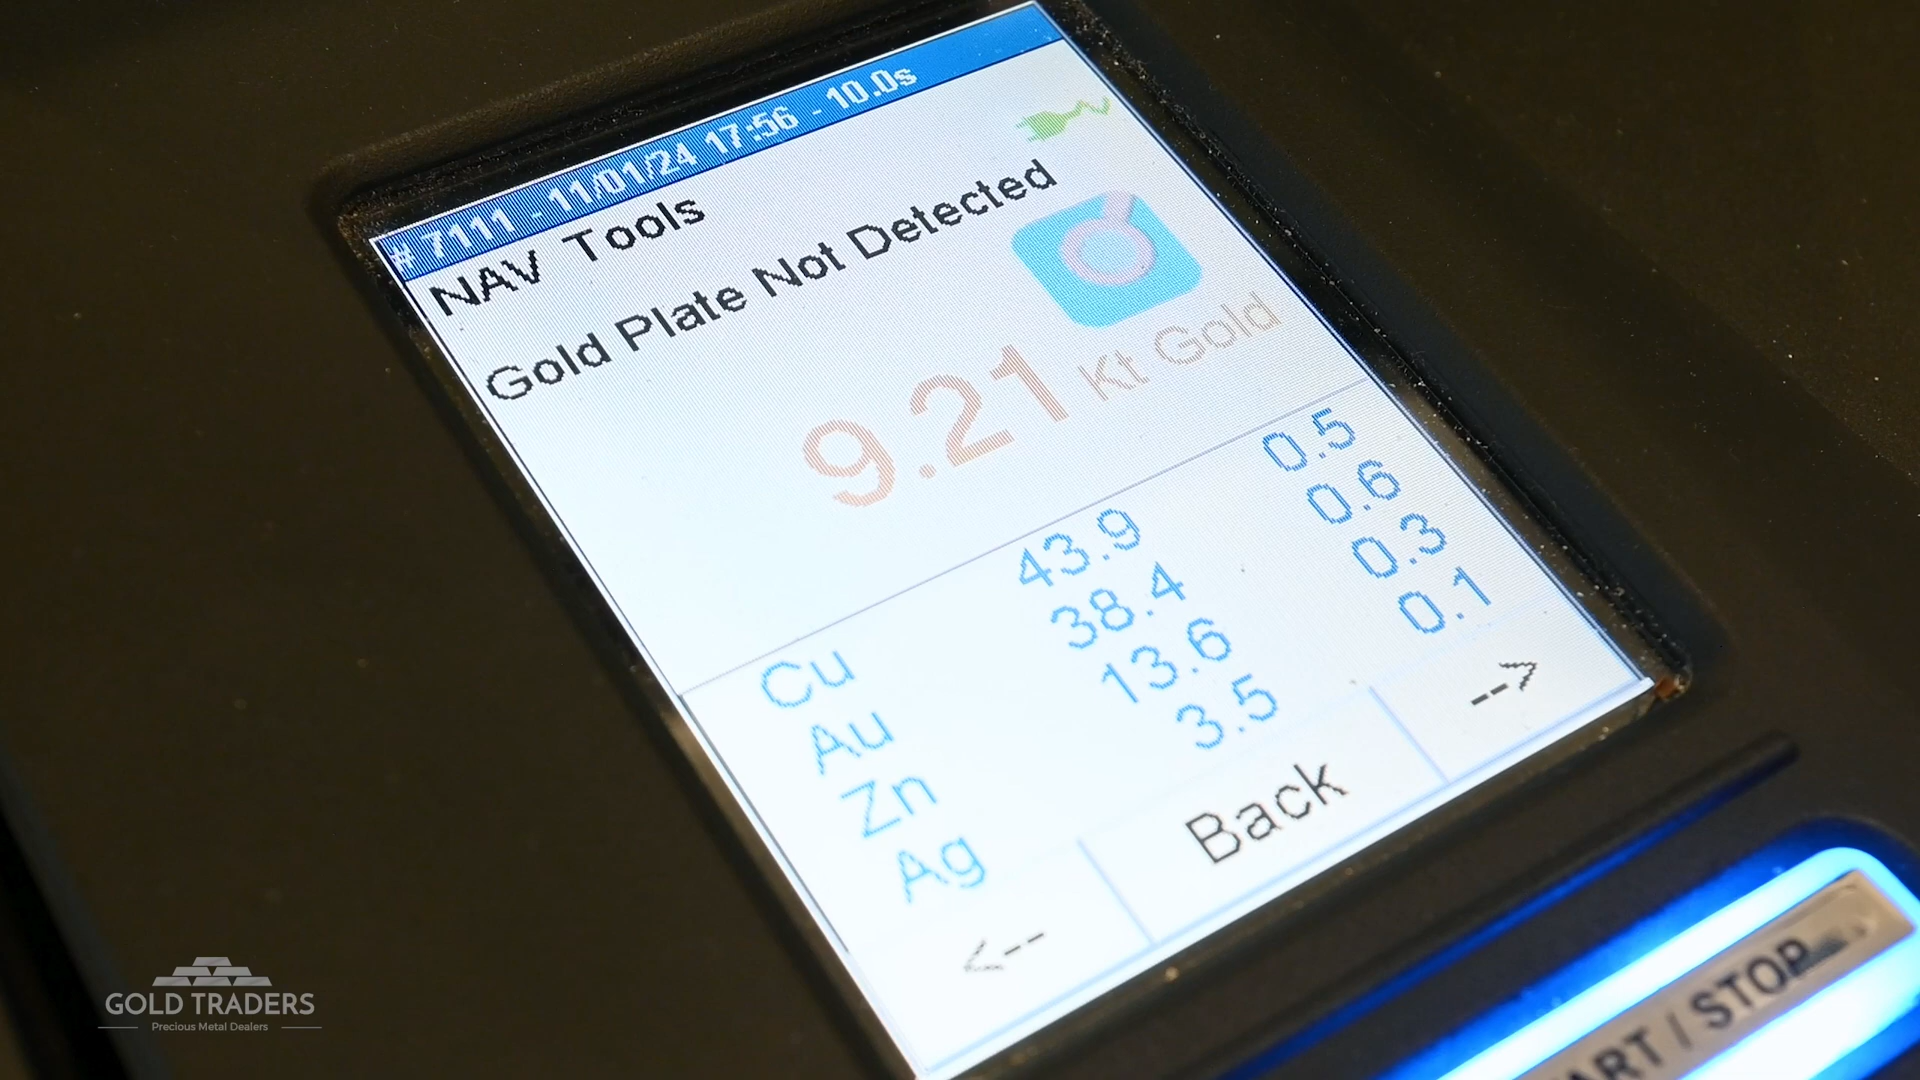 # 7111 - 11/01/24 17:56 - 10.0s
NAV Tools
Gold Plate Not Detected
9.21 Kt Gold
Cu 43.9 0.5
Au 38.4 0.6
Zn 13.6 0.3
Ag 3.5 0.1
<-- Back -->
ART / STOP
GOLD TRADERS
Precious Metal Dealers